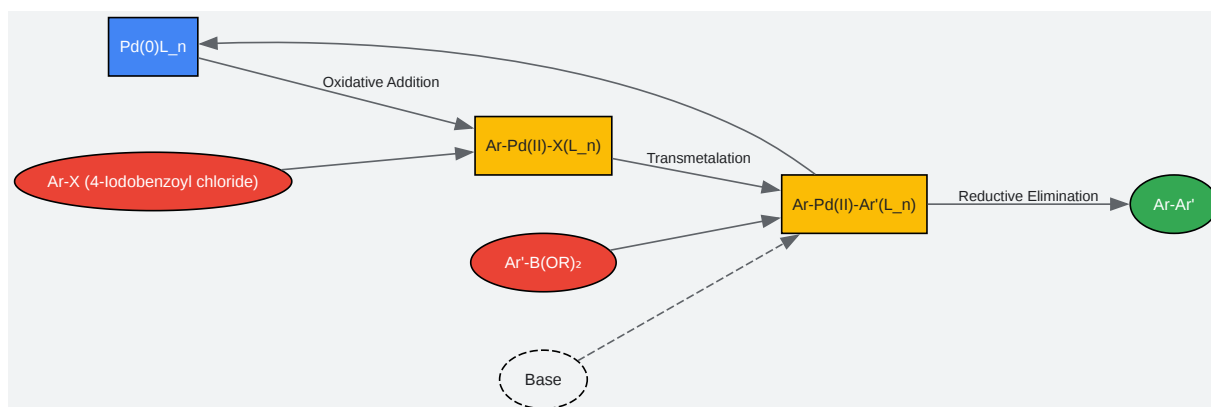 Pd(0)L_n
Oxidative Addition
Ar-Pd(II)-X(L_n)
Ar-X (4-Iodobenzoyl chloride)
Transmetalation
Ar-Pd(II)-Ar'(L_n)
Reductive Elimination
Ar-Ar'
Ar'-B(OR)₂
Base